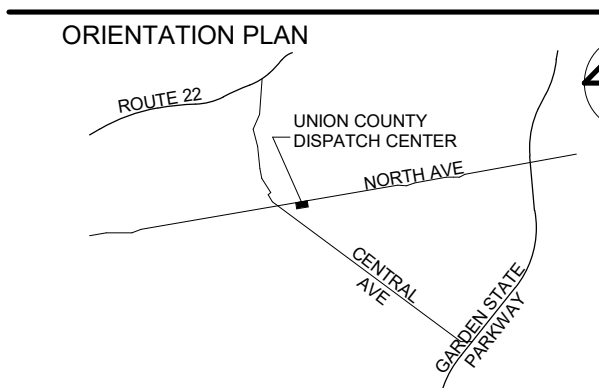 ORIENTATION PLAN
ROUTE 22
UNION COUNTY
DISPATCH CENTER
NORTH AVE
CENTRAL
AVE
GARDEN STATE
PARKWAY